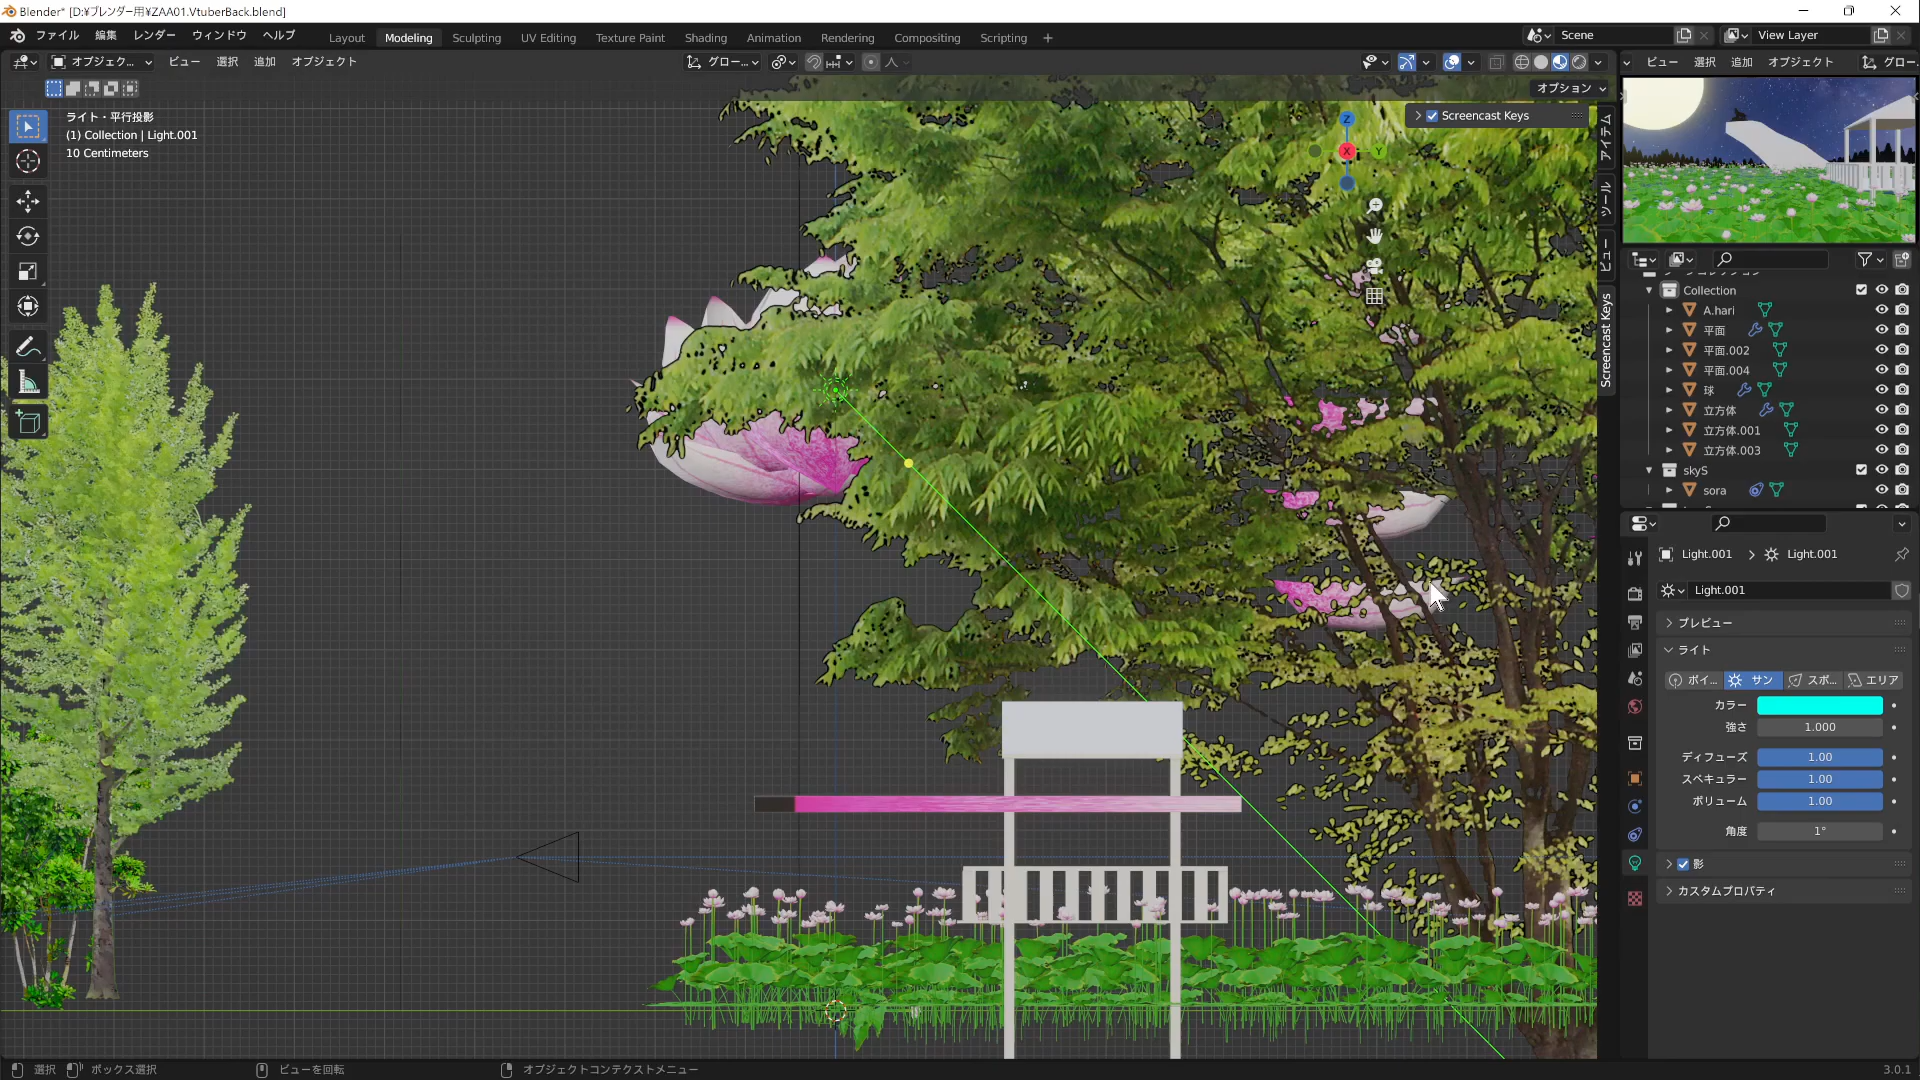 Blender* [D:¥ブレンダー用¥ZAA01.VtuberBack.blend]
ファイル 編集 レンダー ウィンドウ ヘルプ Layout Modeling Sculpting UV Editing Texture Paint Shading Animation Rendering Compositing Scripting + Scene View Layer
オブジェク... ビュー 選択 追加 オブジェクト グロー... ビュー 選択 追加 オブジェクト グロー
オプション
ライト・平行投影
(1) Collection | Light.001
10 Centimeters
Screencast Keys
Z
X
Y
アイテム
ツール
ビュー
Screencast Keys
Collection
A.hari
平面
平面.002
平面.004
球
立方体
立方体.001
立方体.003
skyS
sora
Light.001 > Light.001
Light.001
プレビュー
ライト
ポイ... サン スポ... エリア
カラー
強さ 1.000
ディフューズ 1.00
スペキュラー 1.00
ボリューム 1.00
角度 1°
影
カスタムプロパティ
選択 ボックス選択 ビューを回転 オブジェクトコンテクストメニュー 3.0.1